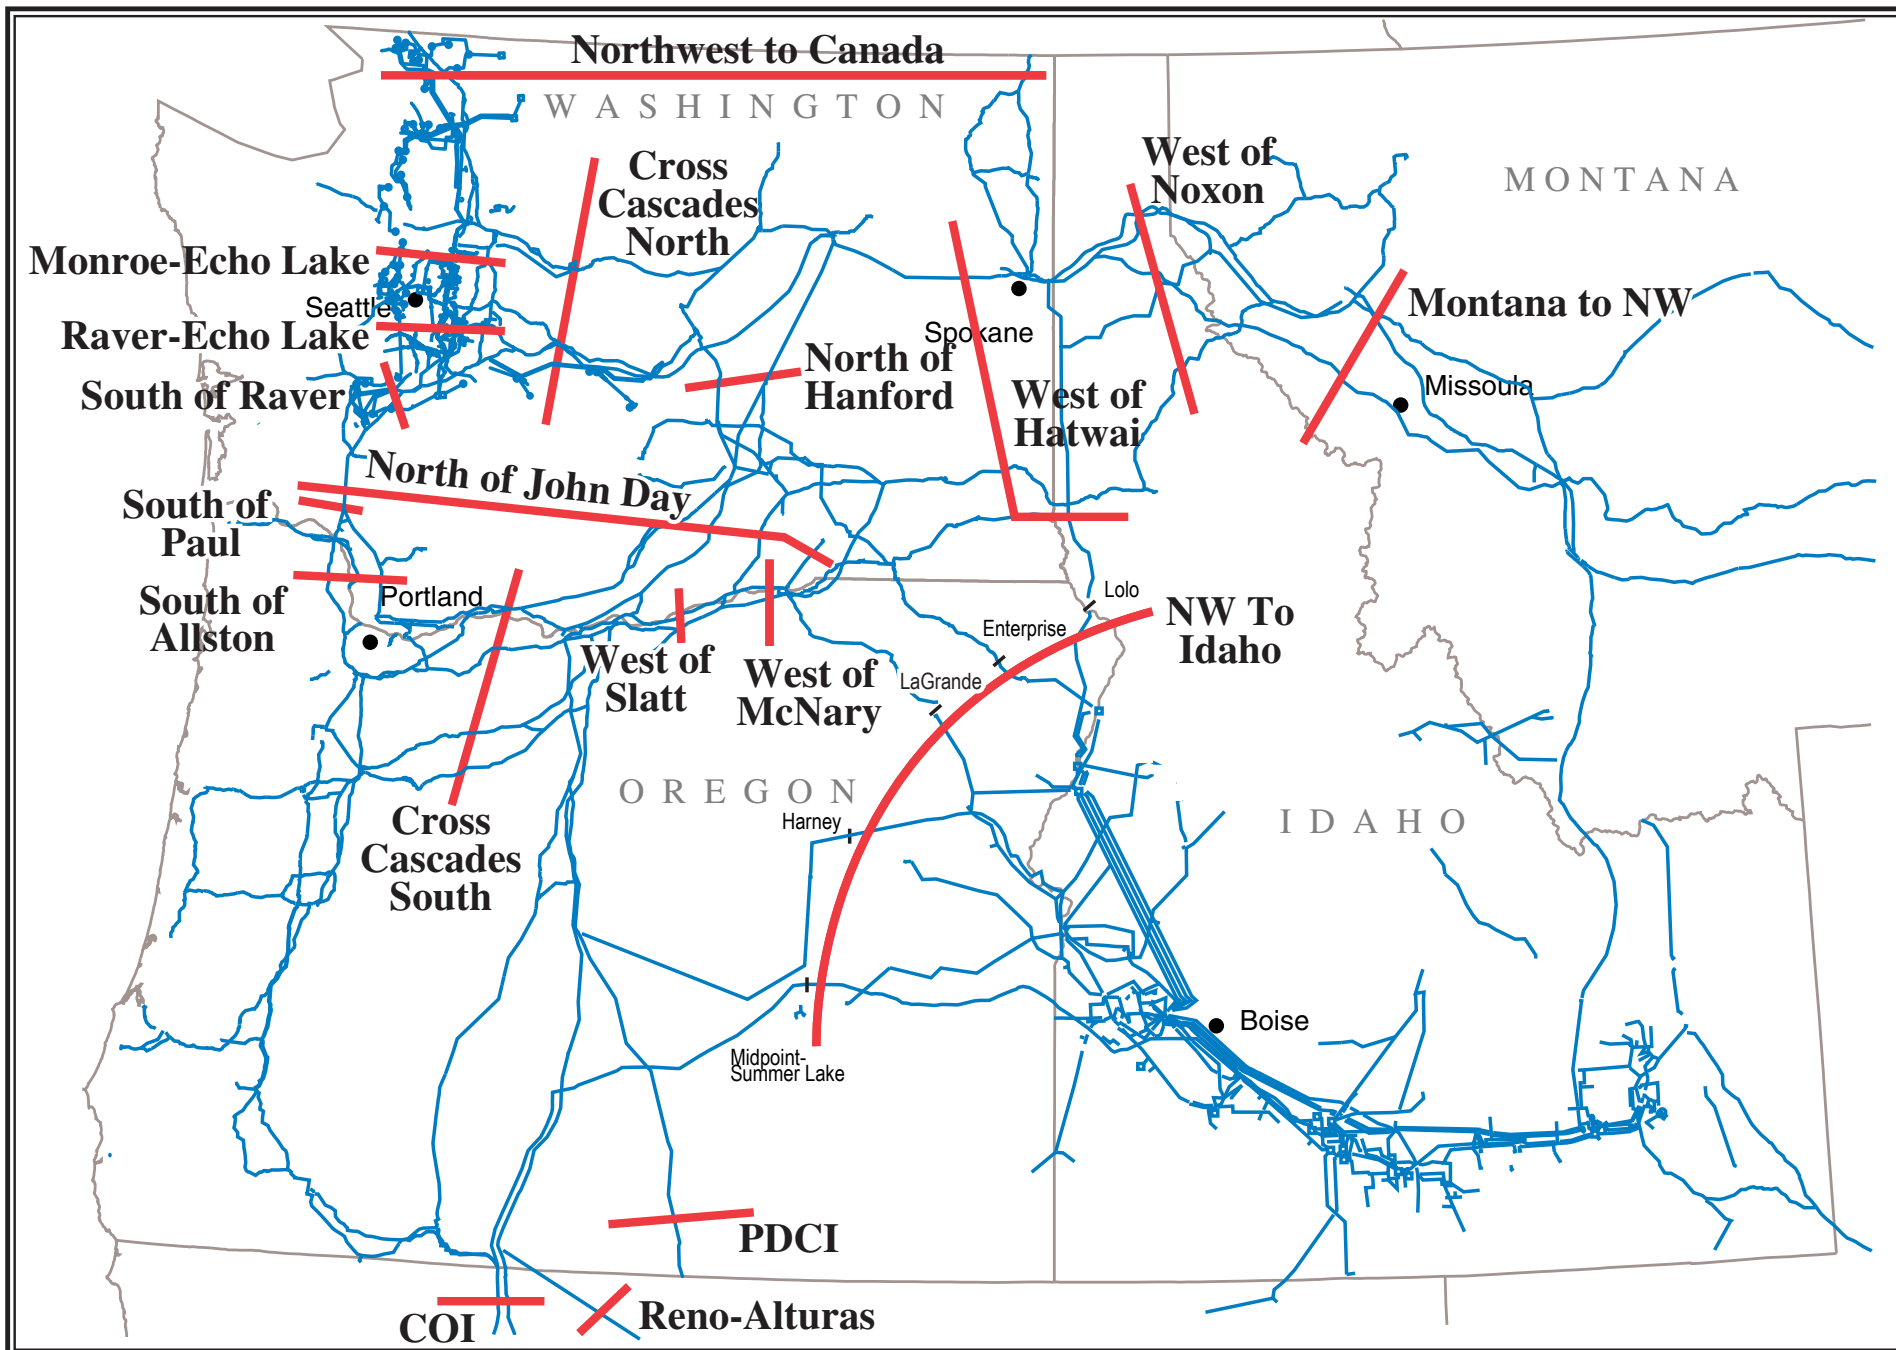 Northwest to Canada
WASHINGTON
Cross
Cascades
North
West of
Noxon
MONTANA
Monroe-Echo Lake
Seattle
Raver-Echo Lake
South of Raver
North of
Hanford
Spokane
West of
Hatwai
Montana to NW
Missoula
North of John Day
South of
Paul
South of
Allston
Portland
West of
Slatt
West of
McNary
Lolo
Enterprise
LaGrande
NW To
Idaho
OREGON
Harney
IDAHO
Cross
Cascades
South
Boise
Midpoint-
Summer Lake
PDCI
COI
Reno-Alturas